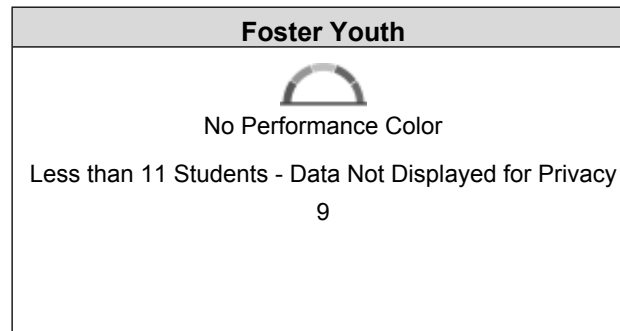 Foster Youth
No Performance Color
Less than 11 Students - Data Not Displayed for Privacy
9